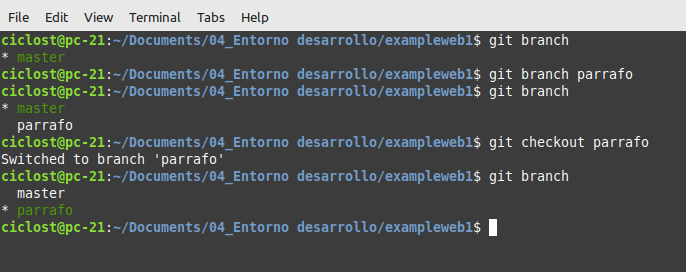 File Edit View Terminal Tabs Help
ciclost@pc-21:~/Documents/04_Entorno desarrollo/exampleweb1$ git branch
* master
ciclost@pc-21:~/Documents/04_Entorno desarrollo/exampleweb1$ git branch parrafo
ciclost@pc-21:~/Documents/04_Entorno desarrollo/exampleweb1$ git branch
* master
  parrafo
ciclost@pc-21:~/Documents/04_Entorno desarrollo/exampleweb1$ git checkout parrafo
Switched to branch 'parrafo'
ciclost@pc-21:~/Documents/04_Entorno desarrollo/exampleweb1$ git branch
  master
* parrafo
ciclost@pc-21:~/Documents/04_Entorno desarrollo/exampleweb1$